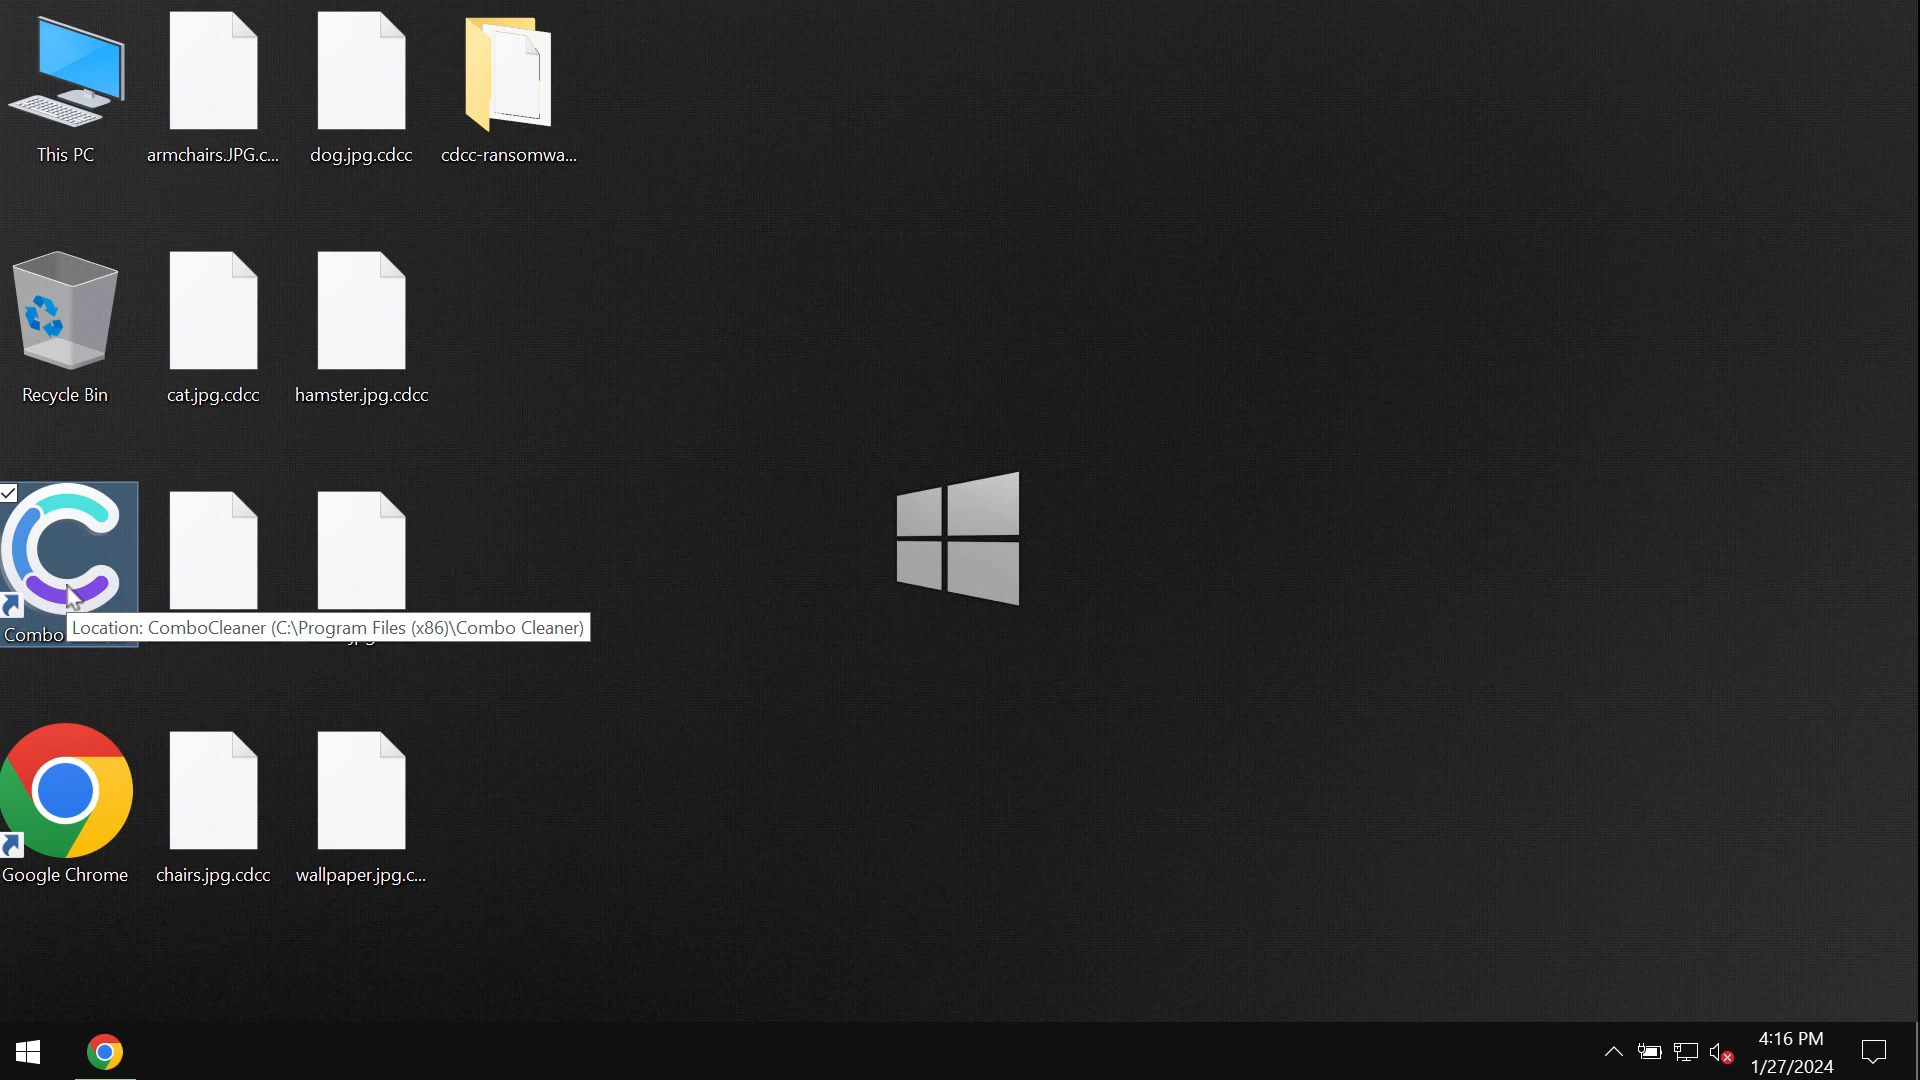 This PC
armchairs.JPG.c...
dog.jpg.cdcc
cdcc-ransomwa...
Recycle Bin
cat.jpg.cdcc
hamster.jpg.cdcc
Combo
Location: ComboCleaner (C:\Program Files (x86)\Combo Cleaner)
Google Chrome
chairs.jpg.cdcc
wallpaper.jpg.c...
4:16 PM
1/27/2024